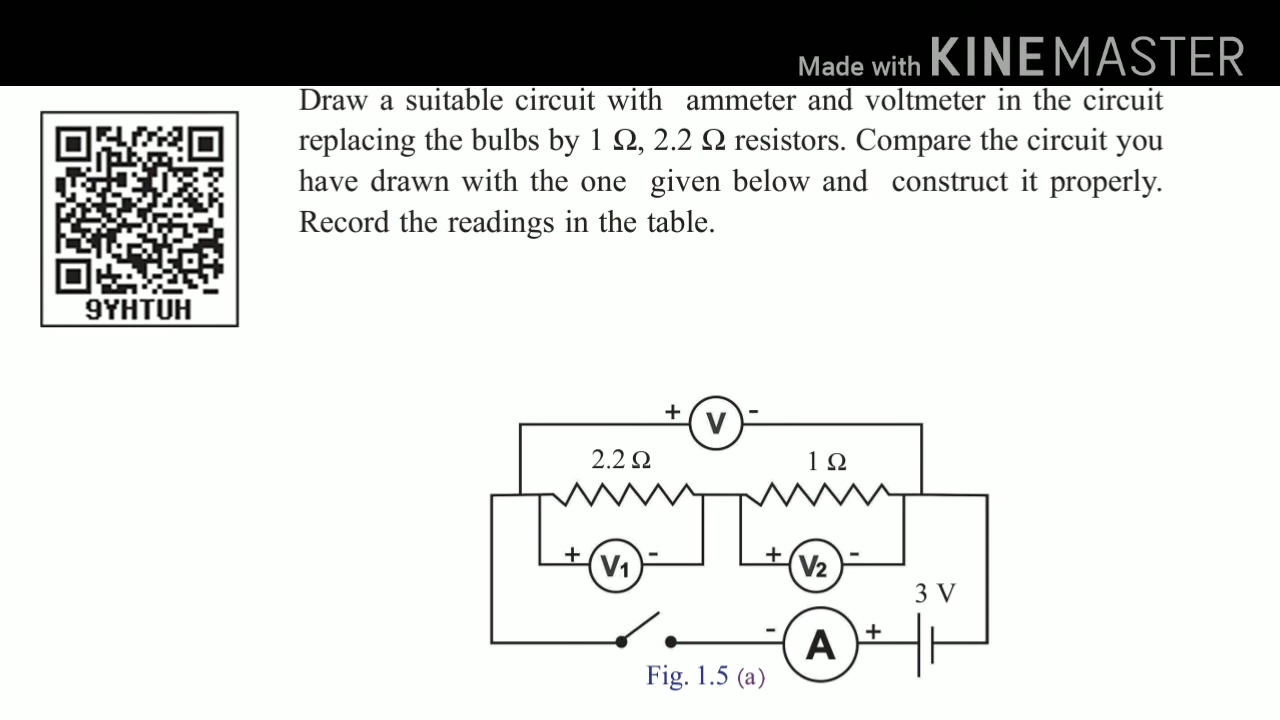 Made with KINEMASTER
Draw a suitable circuit with ammeter and voltmeter in the circuit
replacing the bulbs by 1 Ω, 2.2 Ω resistors. Compare the circuit you
have drawn with the one given below and construct it properly.
Record the readings in the table.
9YHTUH
+ V -
2.2 Ω 1 Ω
+ V1 - + V2 -
3 V
- A +
Fig. 1.5 (a)